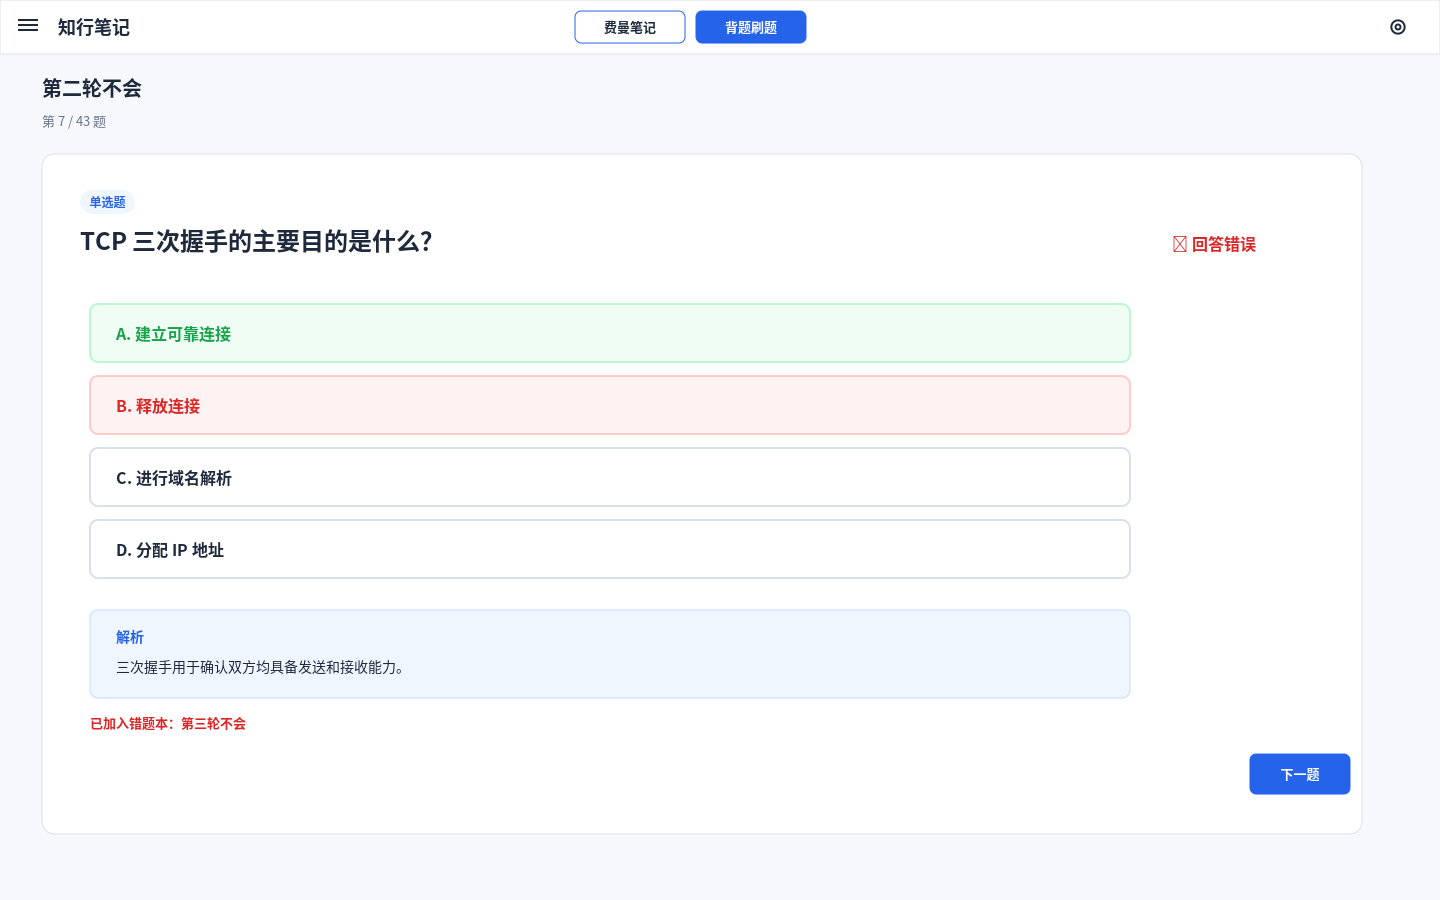 知行笔记
费曼笔记
背题刷题
第二轮不会
第 7 / 43 题
单选题
TCP 三次握手的主要目的是什么?
回答错误
A. 建立可靠连接
B. 释放连接
C. 进行域名解析
D. 分配 IP 地址
解析
三次握手用于确认双方均具备发送和接收能力。
已加入错题本：第三轮不会
下一题